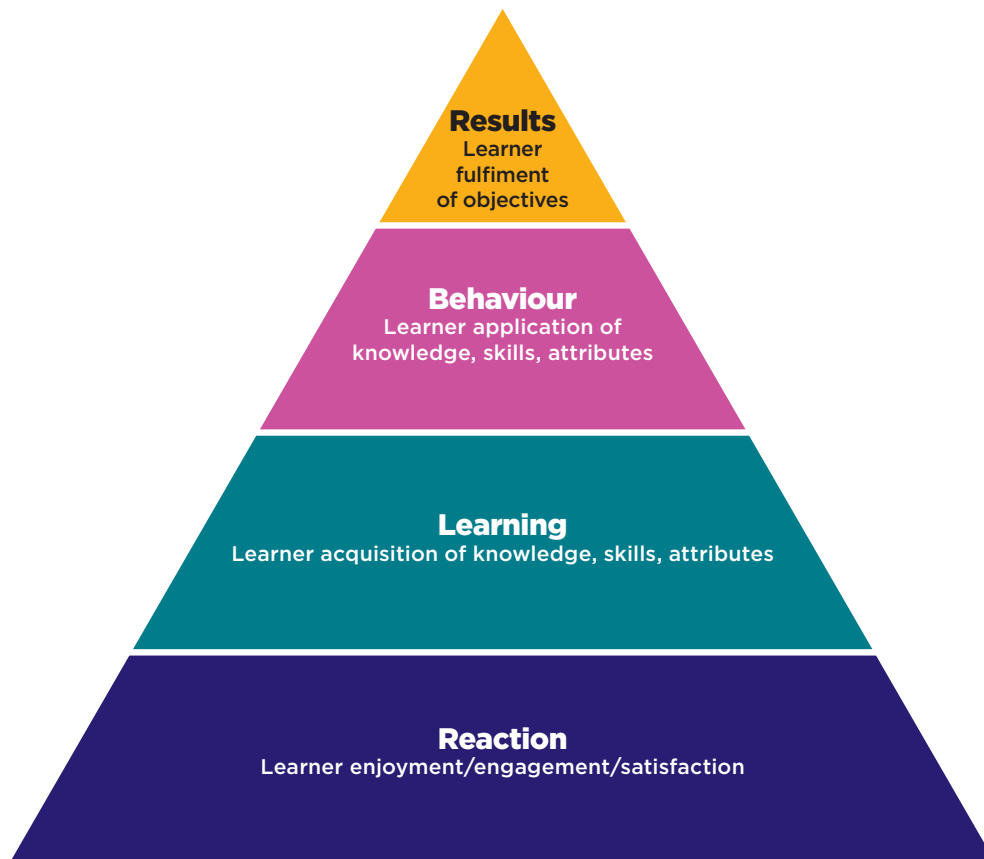 Results
Learner
fulfiment
of objectives
Behaviour
Learner application of
knowledge, skills, attributes
Learning
Learner acquisition of knowledge, skills, attributes
Reaction
Learner enjoyment/engagement/satisfaction